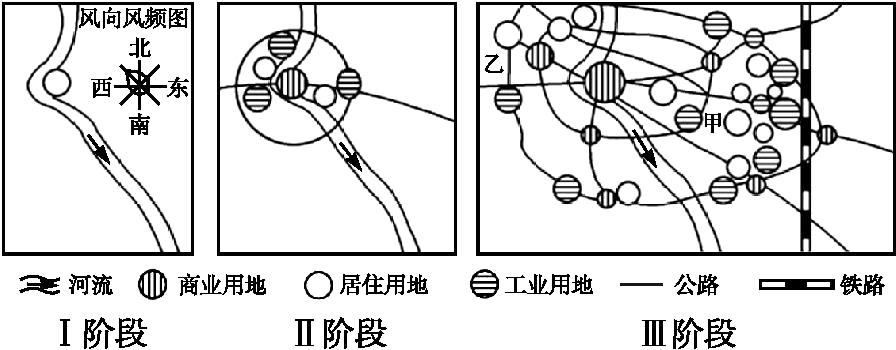 风向风频图
北
西 东
南
乙
甲
河流 商业用地 居住用地 工业用地 公路 铁路
Ⅰ阶段 Ⅱ阶段 Ⅲ阶段